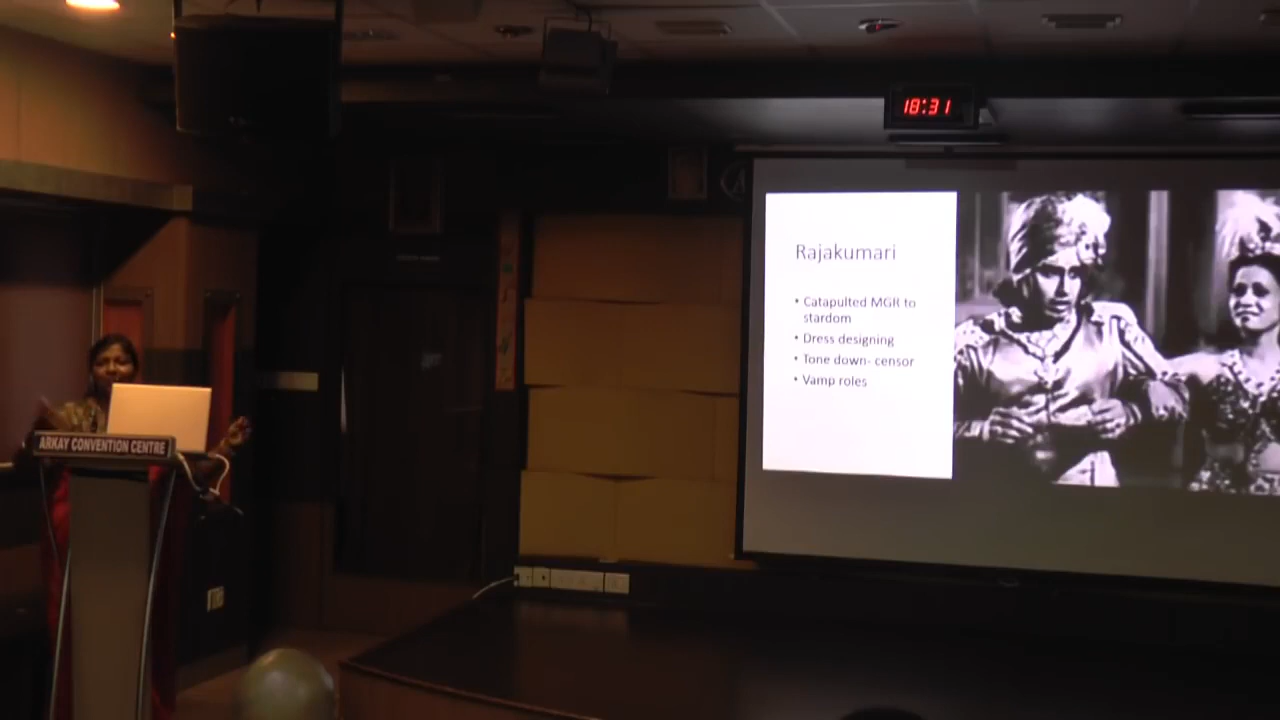 18:31
Rajakumari
• Catapulted MGR to
stardom
• Dress designing
• Tone down- censor
• Vamp roles
ARKAY CONVENTION CENTRE